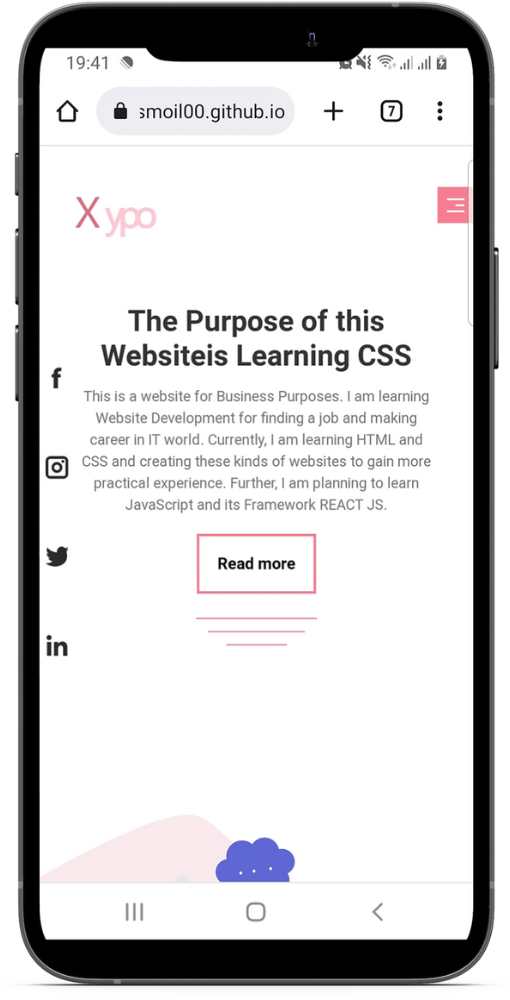 19:41
smoil00.github.io
7
Xypo
The Purpose of this
Websiteis Learning CSS
This is a website for Business Purposes. I am learning
Website Development for finding a job and making
career in IT world. Currently, I am learning HTML and
CSS and creating these kinds of websites to gain more
practical experience. Further, I am planning to learn
JavaScript and its Framework REACT JS.
Read more